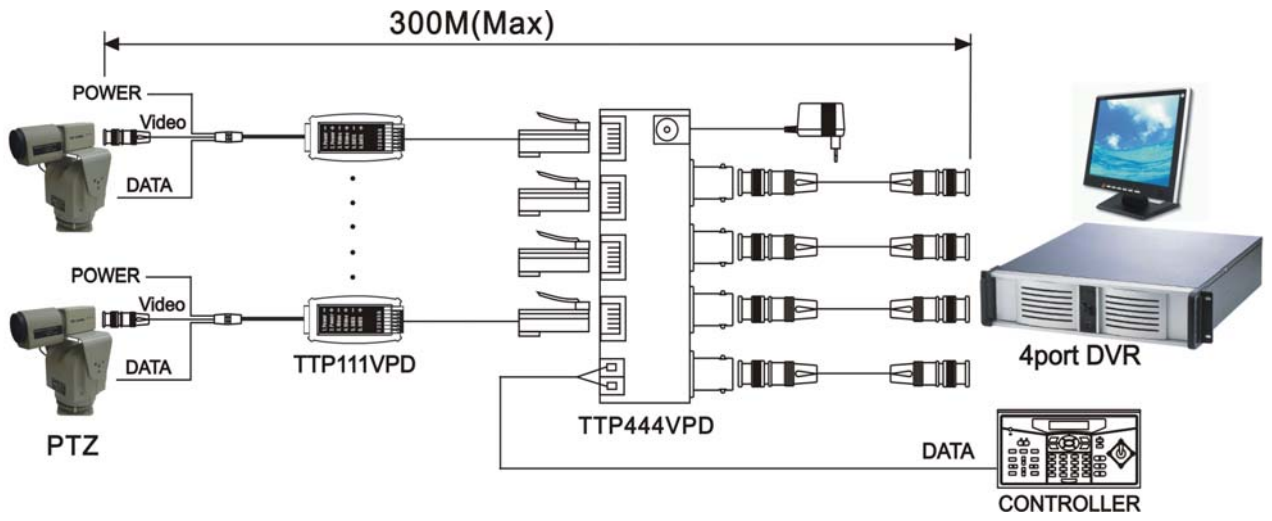 300M(Max)
POWER
Video
DATA
POWER
Video
DATA
TTP111VPD
PTZ
TTP444VPD
4port DVR
DATA
CONTROLLER